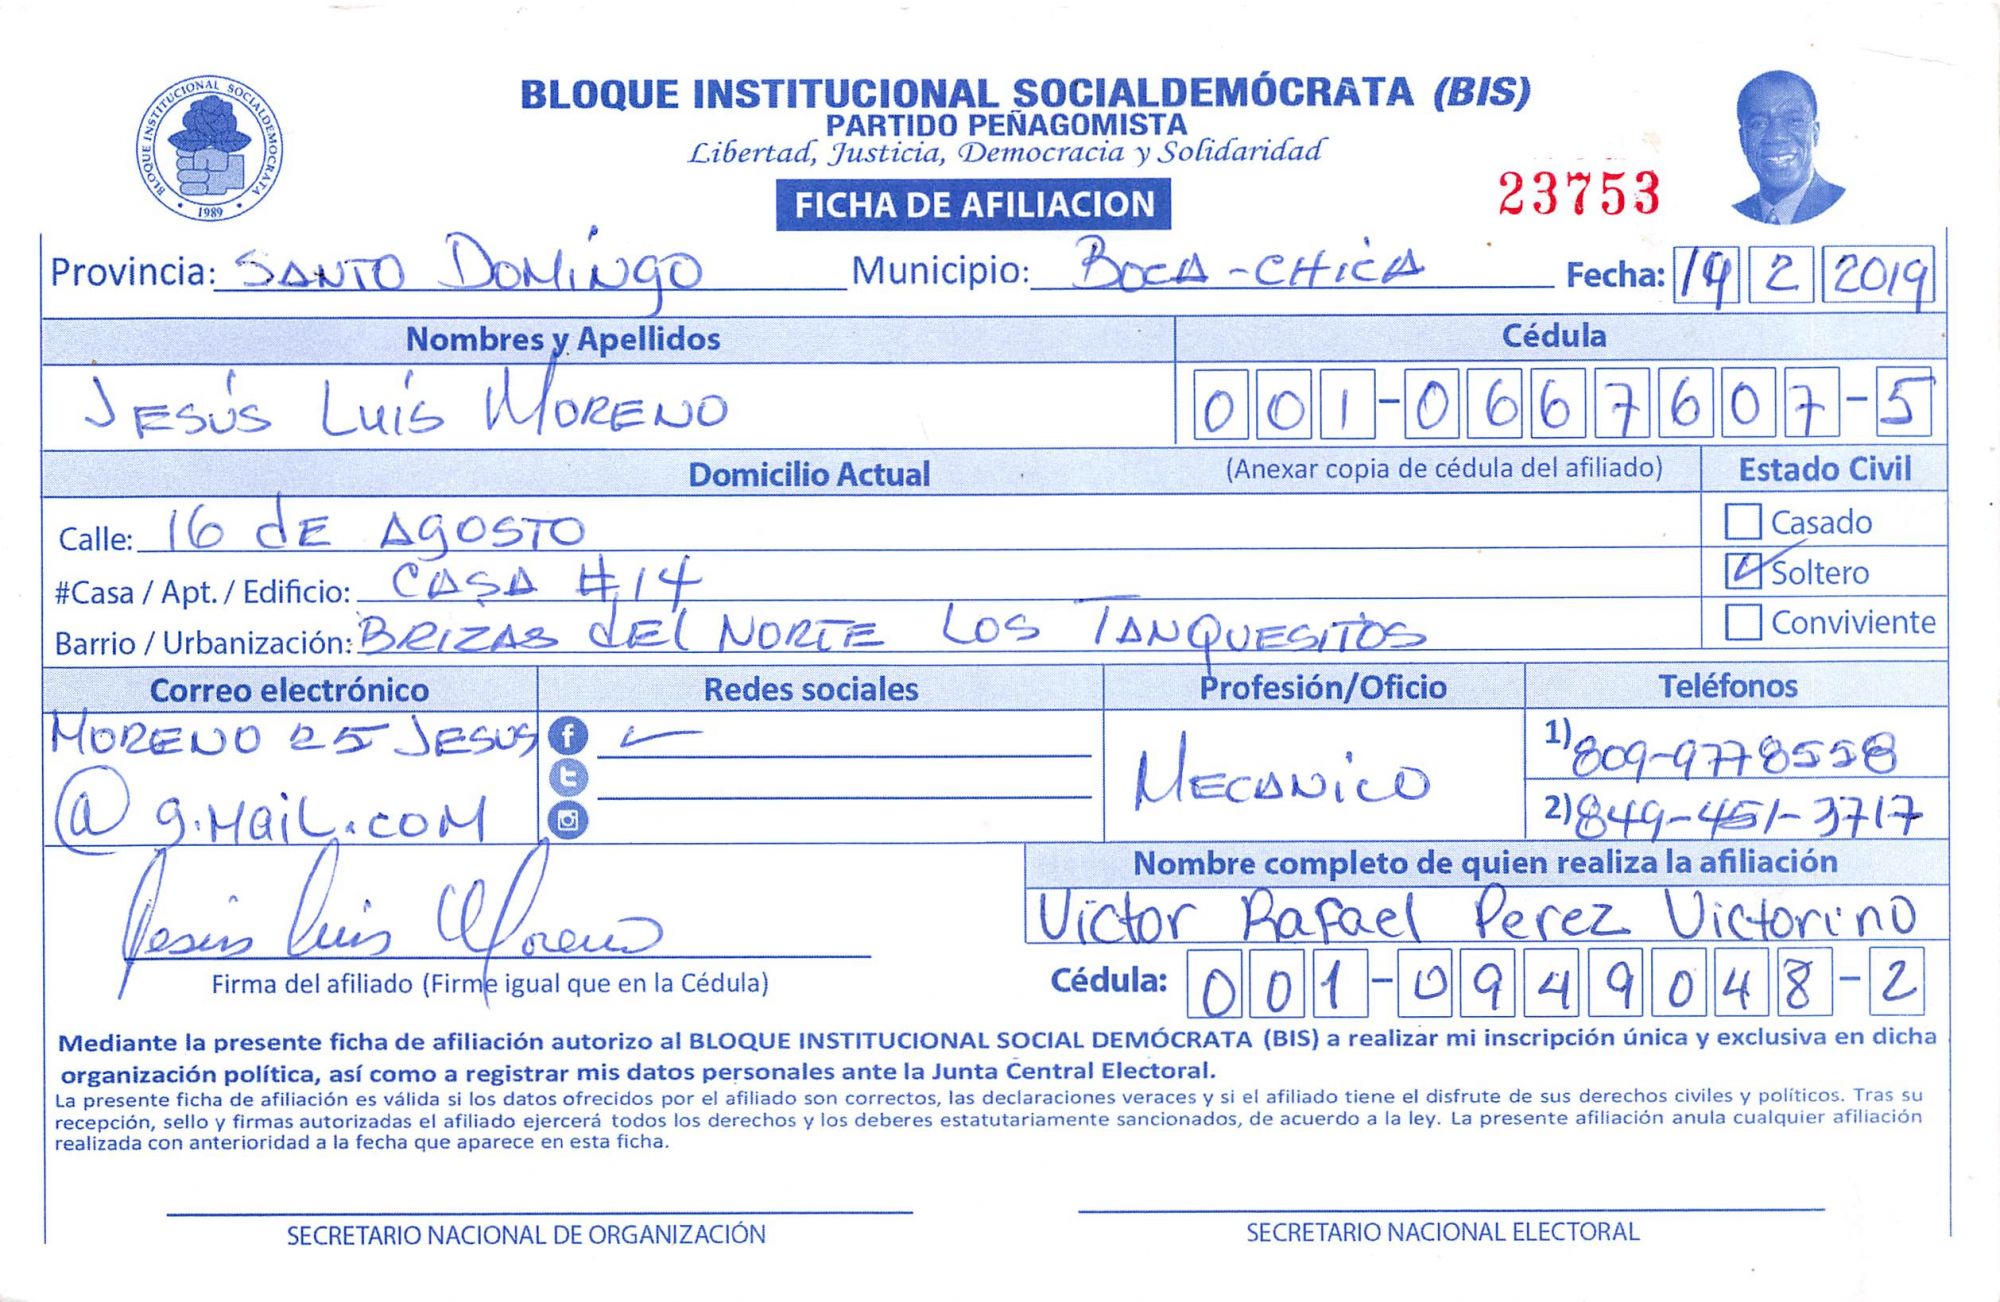 BLOQUE INSTITUCIONAL SOCIALDEMOCRATA
1989
BLOQUE INSTITUCIONAL SOCIALDEMÓCRATA (BIS)
PARTIDO PEÑAGOMISTA
Libertad, Justicia, Democracia y Solidaridad
FICHA DE AFILIACION
23753
Provincia: SANTO DOMINGO Municipio: BOCA-CHICA Fecha: 14 2 2019
Nombres y Apellidos Cédula
JESÚS LUIS MORENO 001-0667607-5
Domicilio Actual (Anexar copia de cédula del afiliado) Estado Civil
Calle: 16 DE AGOSTO Casado
#Casa / Apt. / Edificio: CASA #14 Soltero
Barrio / Urbanización: BRIZAS DEL NORTE LOS TANQUESITOS Conviviente
Correo electrónico Redes sociales Profesión/Oficio Teléfonos
MORENO 25 JESUS
@ g.MAiL.COM
MECANICO
1) 809-9778558
2) 849-451-3717
Nombre completo de quien realiza la afiliación
Victor Rafael Perez Victorino
Jesús Luis Moreno
Firma del afiliado (Firme igual que en la Cédula) Cédula: 001-0949048-2
Mediante la presente ficha de afiliación autorizo al BLOQUE INSTITUCIONAL SOCIAL DEMÓCRATA (BIS) a realizar mi inscripción única y exclusiva en dicha
organización política, así como a registrar mis datos personales ante la Junta Central Electoral.
La presente ficha de afiliación es válida si los datos ofrecidos por el afiliado son correctos, las declaraciones veraces y si el afiliado tiene el disfrute de sus derechos civiles y políticos. Tras su
recepción, sello y firmas autorizadas el afiliado ejercerá todos los derechos y los deberes estatutariamente sancionados, de acuerdo a la ley. La presente afiliación anula cualquier afiliación
realizada con anterioridad a la fecha que aparece en esta ficha.
SECRETARIO NACIONAL DE ORGANIZACIÓN SECRETARIO NACIONAL ELECTORAL